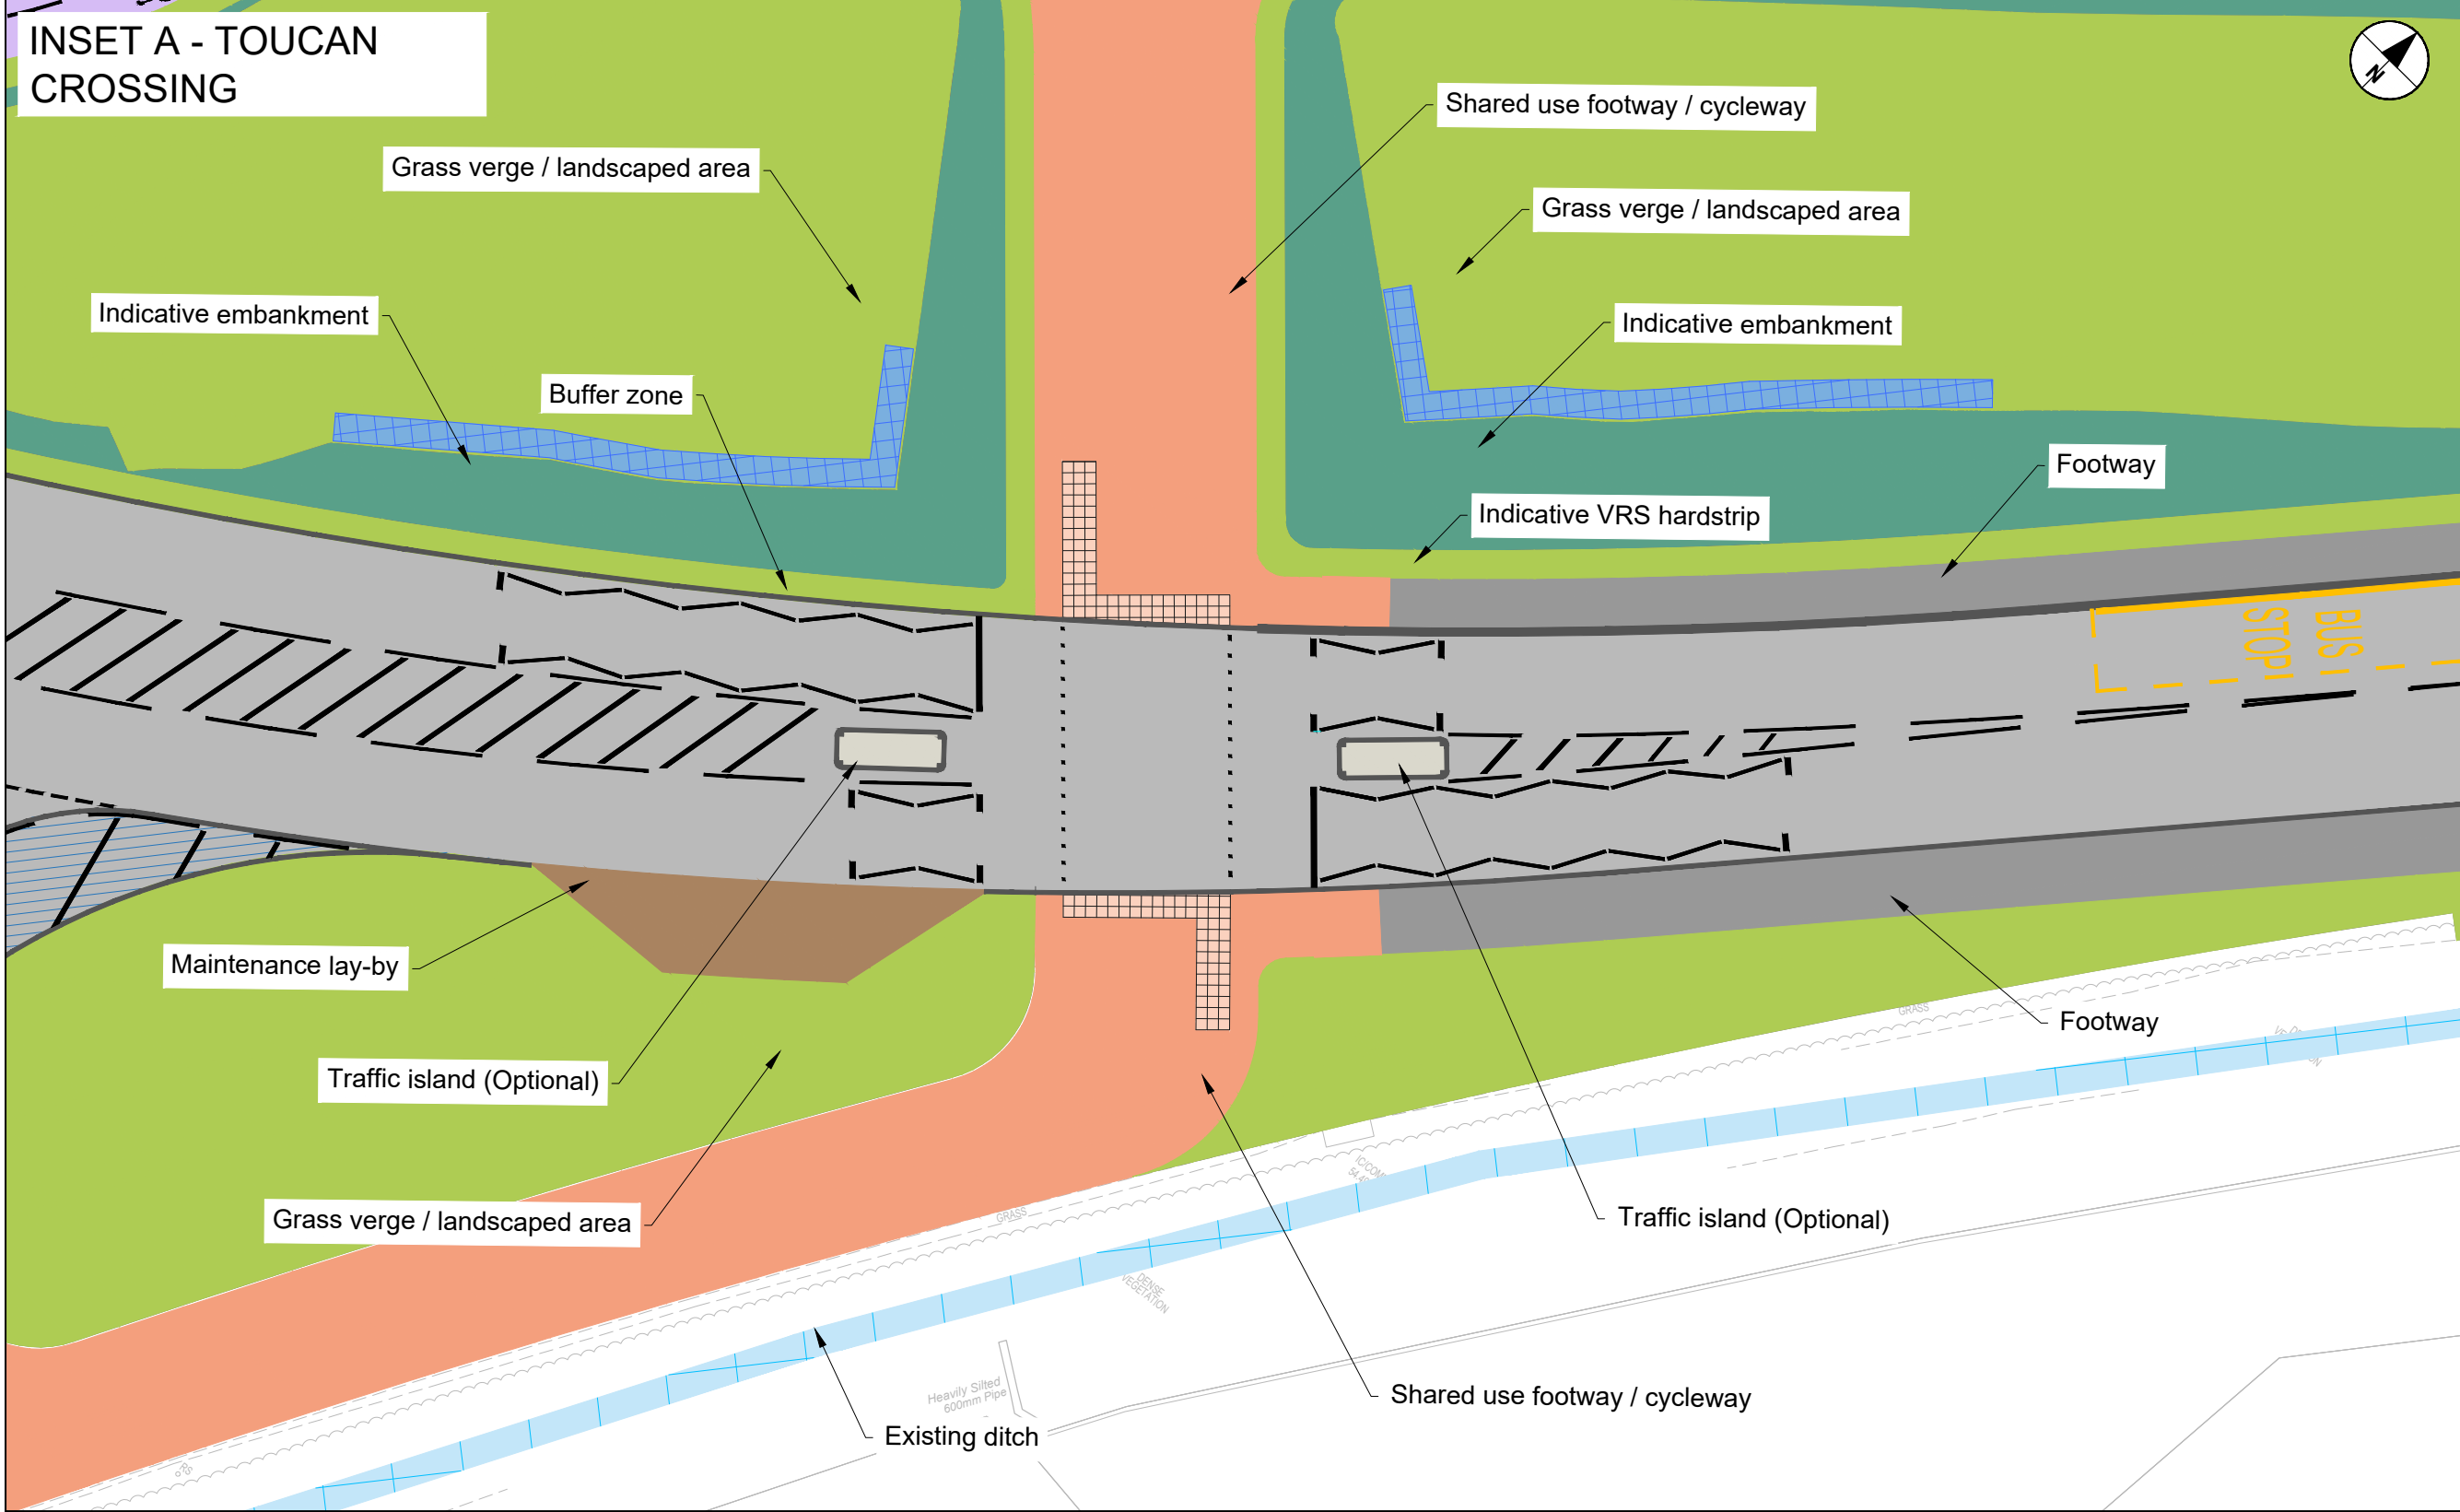 INSET A - TOUCAN
CROSSING
N
Shared use footway / cycleway
Grass verge / landscaped area
Grass verge / landscaped area
Indicative embankment
Indicative embankment
Buffer zone
Footway
Indicative VRS hardstrip
BUS
STOP
Maintenance lay-by
GRASS
Footway
Traffic island (Optional)
Grass verge / landscaped area
GRASS
Traffic island (Optional)
DENSE
VEGETATION
Heavily Silted
600mm Pipe
Shared use footway / cycleway
Existing ditch
RS